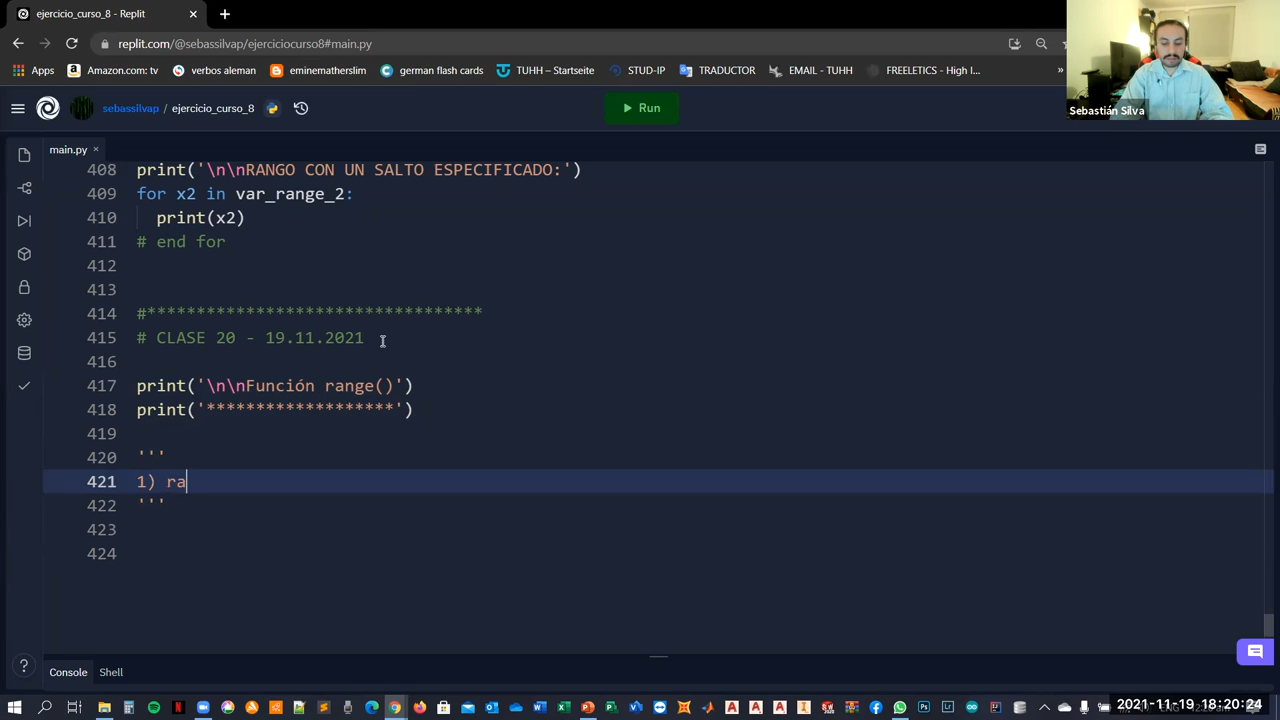 ejercicio_curso_8 - Replit
replit.com/@sebassilvap/ejerciciocurso8#main.py
Apps
Amazon.com: tv
verbos aleman
eminematherslim
german flash cards
TUHH – Startseite
STUD-IP
TRADUCTOR
EMAIL - TUHH
FREELETICS - High I...
Sebastián Silva
sebassilvap / ejercicio_curso_8
Run
main.py
408 print('\n\nRANGO CON UN SALTO ESPECIFICADO:')
409 for x2 in var_range_2:
410 print(x2)
411 # end for
412
413
414 #**********************************
415 # CLASE 20 - 19.11.2021
416
417 print('\n\nFunción range()')
418 print('*******************')
419
420 '''
421 1) ra
422 '''
423
424
Console
Shell
2021-11-19 18:20:24